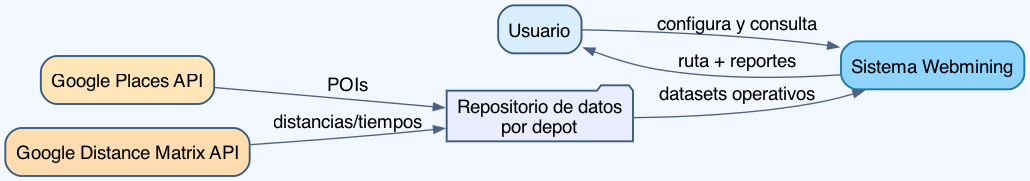 Usuario
configura y consulta
Sistema Webmining
ruta + reportes
Google Places API
POIs
Repositorio de datos
por depot
datasets operativos
distancias/tiempos
Google Distance Matrix API